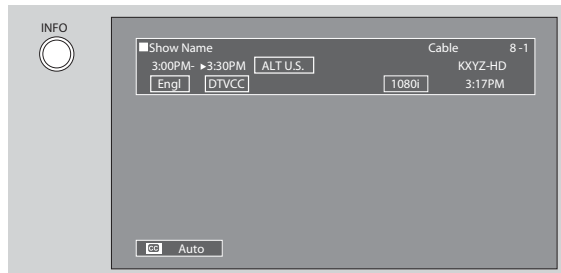 INFO
Show Name Cable 8 -1
3:00PM- ►3:30PM ALT U.S. KXYZ-HD
Engl DTVCC 1080i 3:17PM
CC Auto